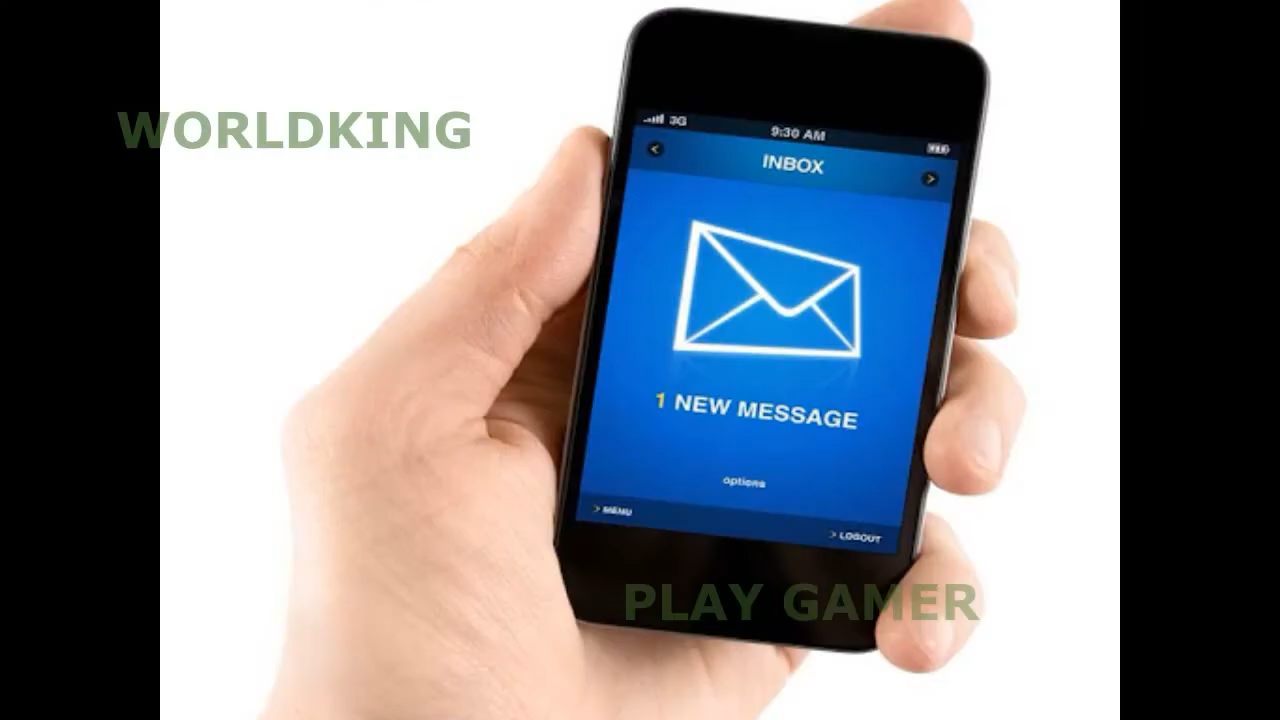 WORLDKING
3G
9:30 AM
<
INBOX
>
1 NEW MESSAGE
options
> MENU
> LOGOUT
PLAY GAMER